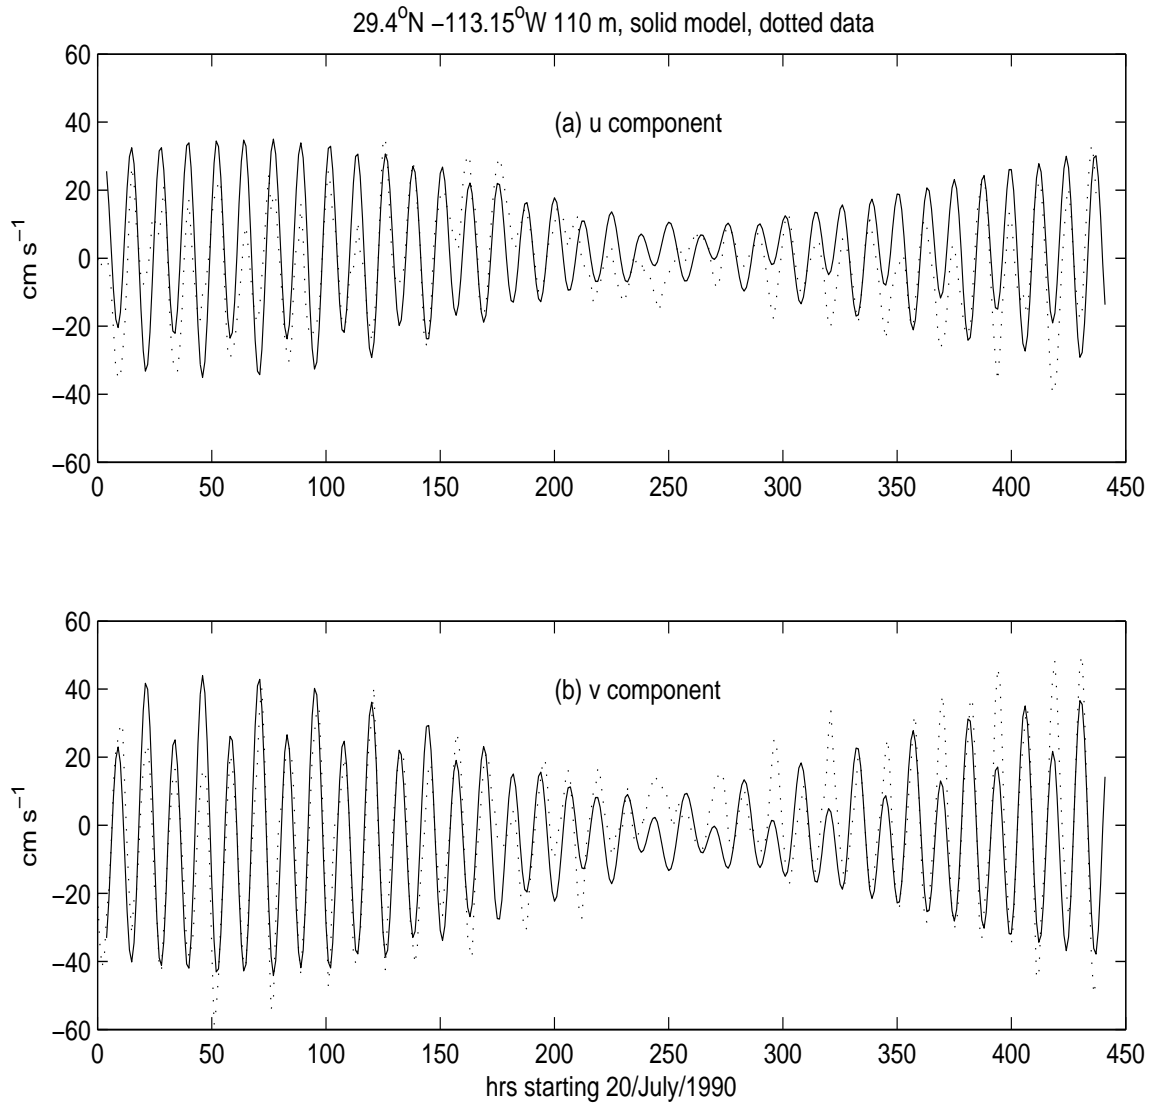 29.4°N −113.15°W 110 m, solid model, dotted data
60
40
20
0
−20
−40
−60
cm s⁻¹
(a) u component
0 50 100 150 200 250 300 350 400 450
60
40
20
0
−20
−40
−60
cm s⁻¹
(b) v component
0 50 100 150 200 250 300 350 400 450
hrs starting 20/July/1990